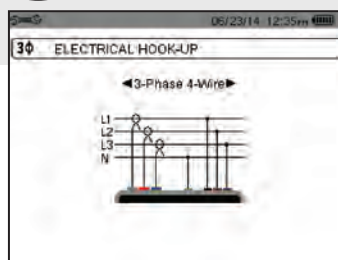 06/23/14 12:35m
3Φ ELECTRICAL HOOK-UP
◄3-Phase 4-Wire►
L1
L2
L3
N